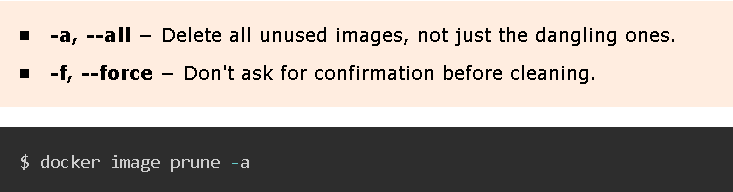 ■ -a, --all – Delete all unused images, not just the dangling ones.
■ -f, --force – Don't ask for confirmation before cleaning.
$ docker image prune -a